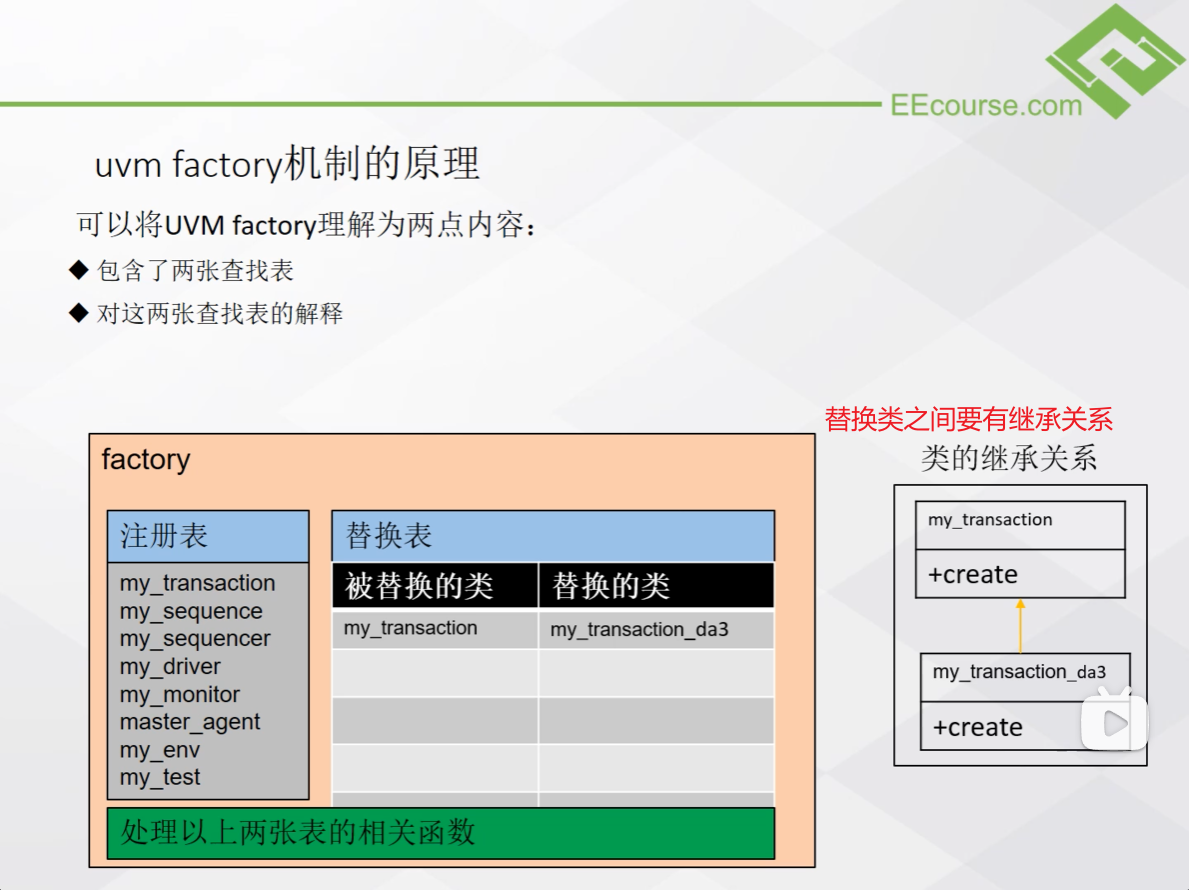 EEcourse.com
uvm factory机制的原理
可以将UVM factory理解为两点内容：
◆ 包含了两张查找表
◆ 对这两张查找表的解释
factory
注册表
my_transaction
my_sequence
my_sequencer
my_driver
my_monitor
master_agent
my_env
my_test
替换表
被替换的类 替换的类
my_transaction my_transaction_da3
处理以上两张表的相关函数
替换类之间要有继承关系
类的继承关系
my_transaction
+create
my_transaction_da3
+create